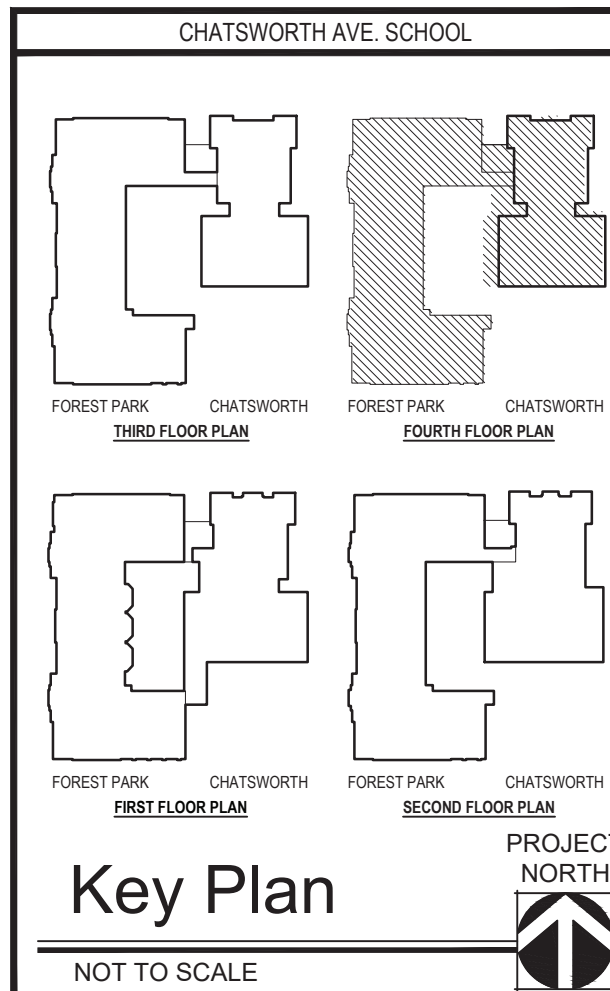 CHATSWORTH AVE. SCHOOL
FOREST PARK CHATSWORTH
THIRD FLOOR PLAN
FOREST PARK CHATSWORTH
FOURTH FLOOR PLAN
FOREST PARK CHATSWORTH
FIRST FLOOR PLAN
FOREST PARK CHATSWORTH
SECOND FLOOR PLAN
Key Plan
PROJECT
NORTH
NOT TO SCALE